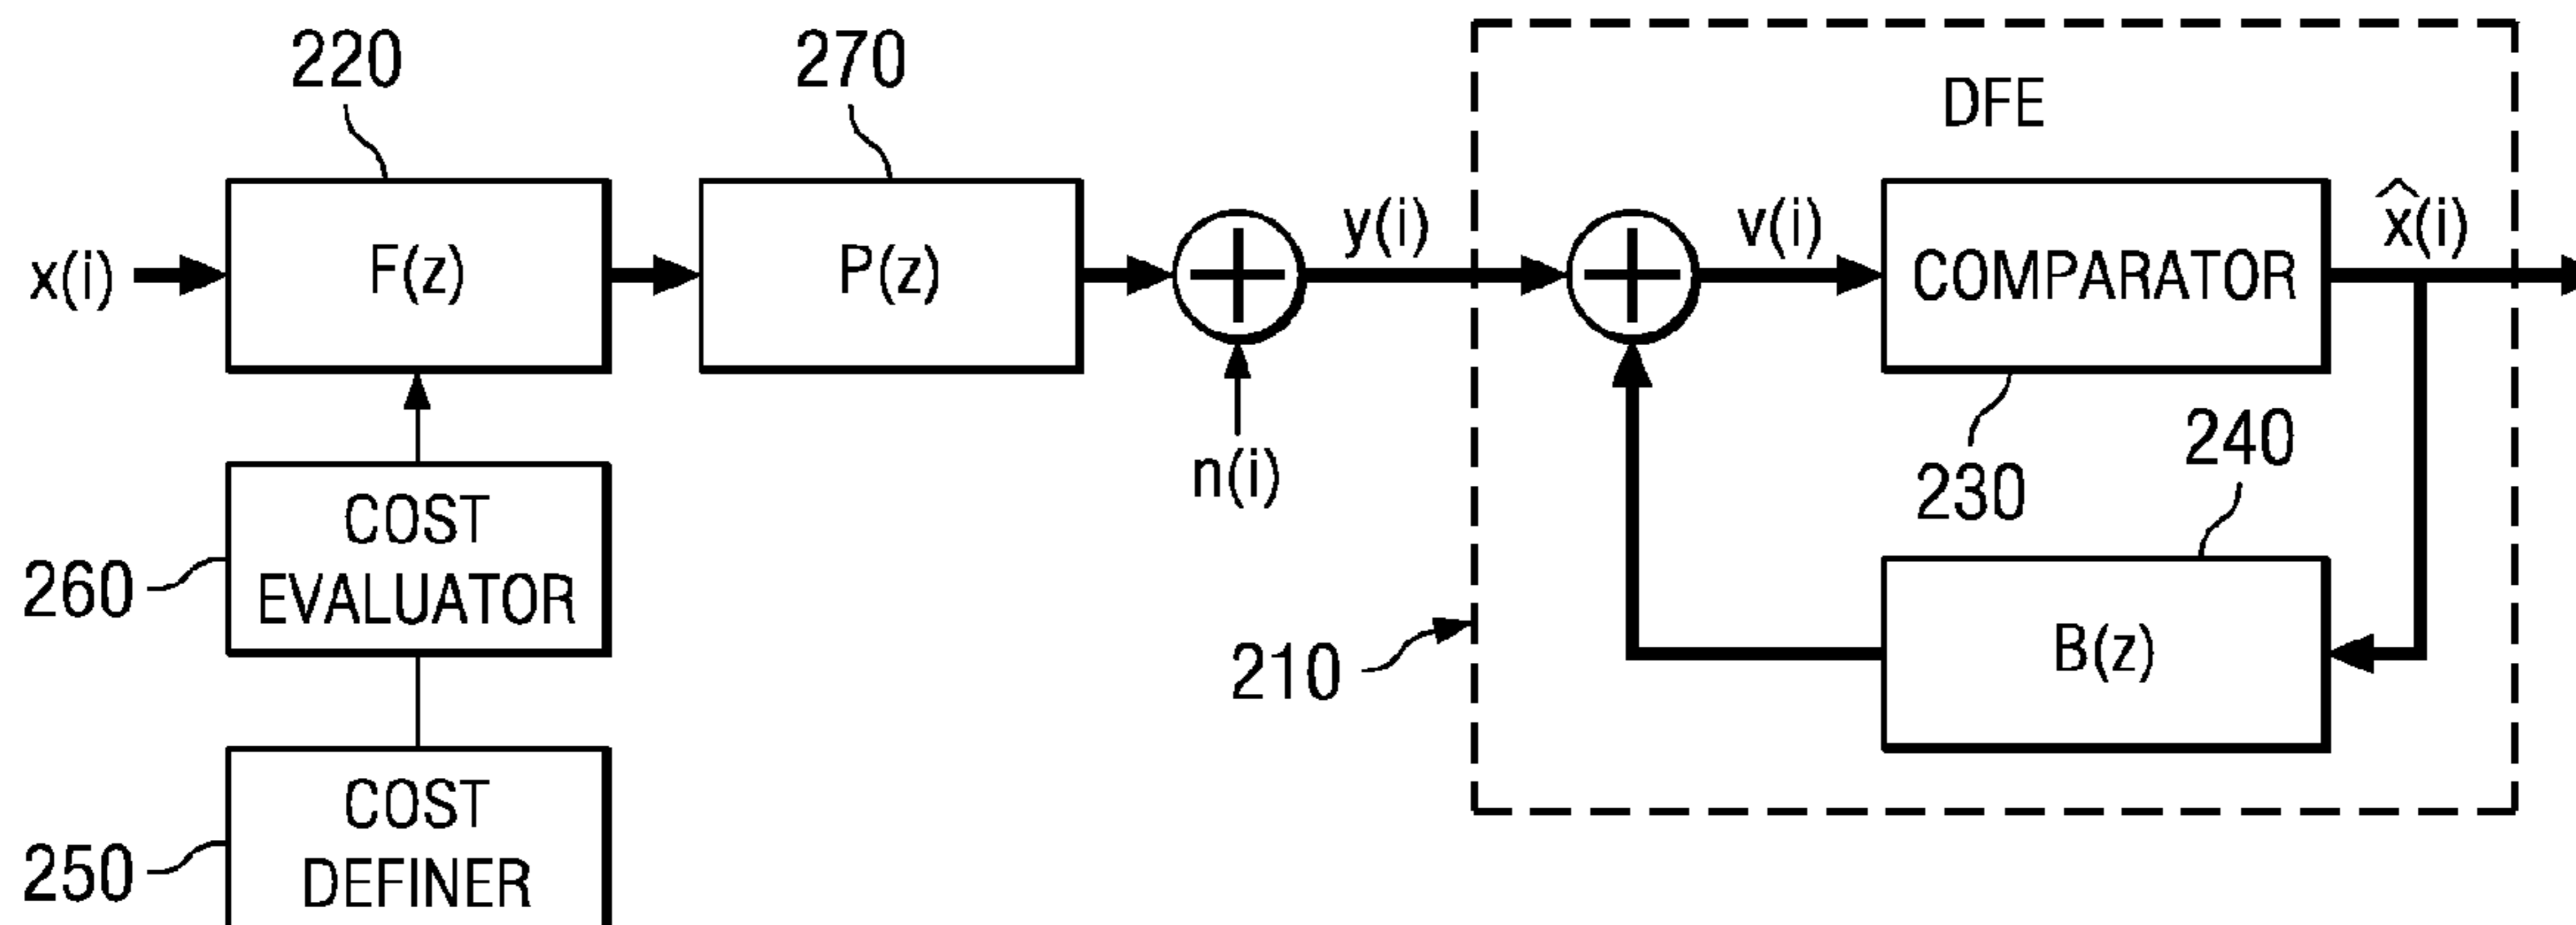 220
270
DFE
x(i)
F(z)
P(z)
y(i)
v(i)
COMPARATOR
x̂(i)
n(i)
230
240
260
COST
EVALUATOR
210
B(z)
250
COST
DEFINER